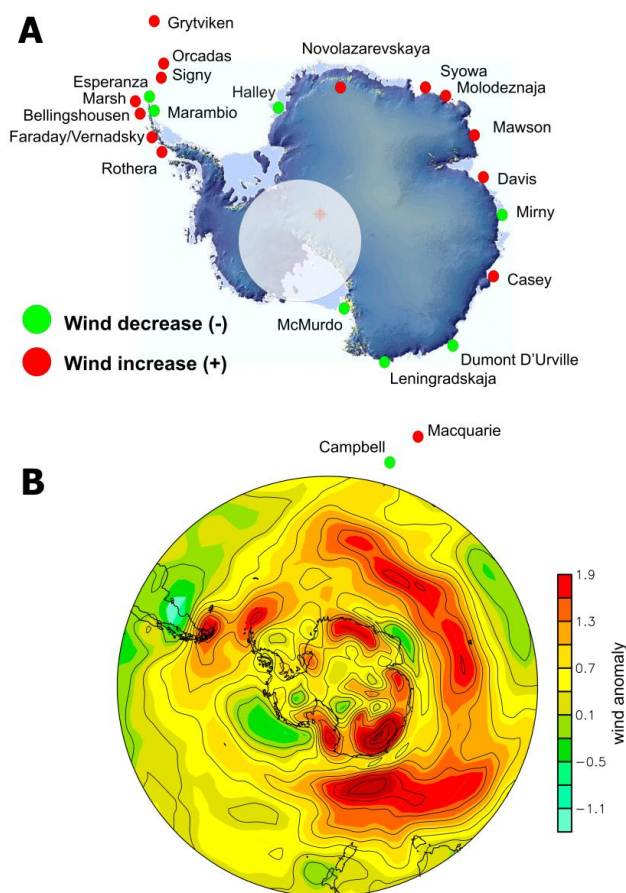 A
Grytviken
Orcadas
Signy
Esperanza
Marsh
Bellingshousen
Marambio
Faraday/Vernadsky
Rothera
Halley
Novolazarevskaya
Syowa
Molodeznaja
Mawson
Davis
Mirny
Casey
McMurdo
Dumont D'Urville
Leningradskaja
Wind decrease (-)
Wind increase (+)
Macquarie
Campbell
B
1.9
1.3
0.7
0.1
−0.5
−1.1
wind anomaly